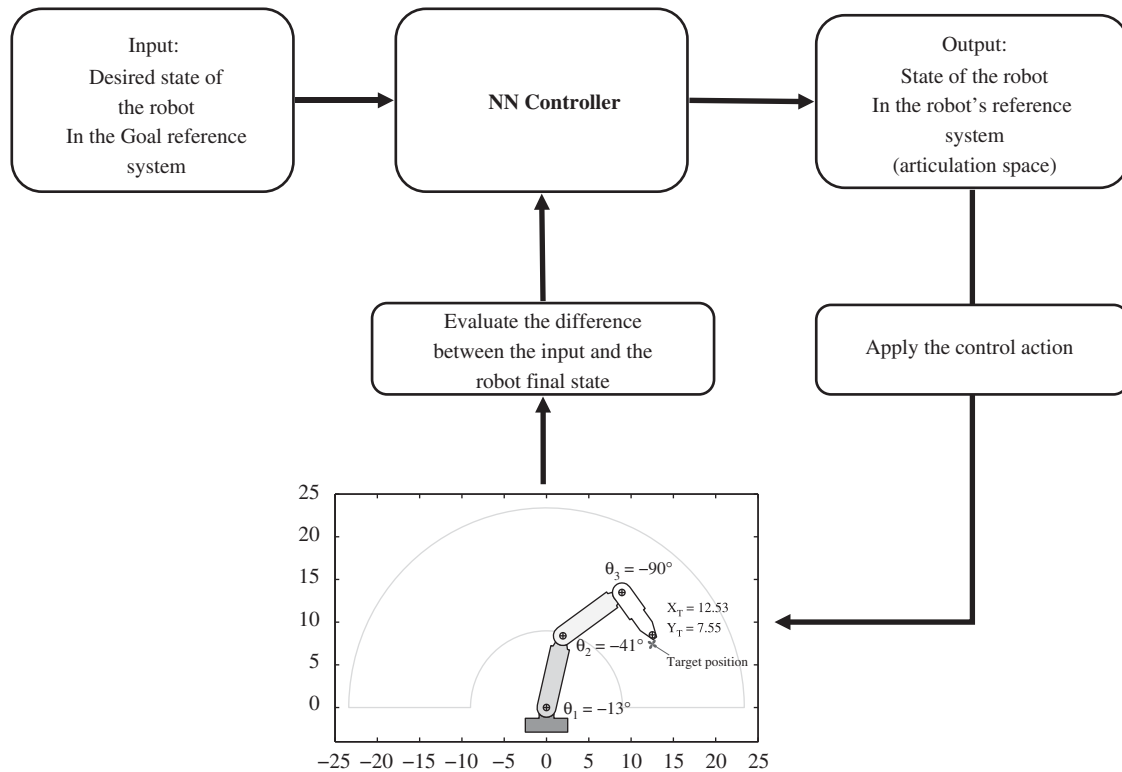 Input:
Desired state of
the robot
In the Goal reference
system
NN Controller
Output:
State of the robot
In the robot's reference
system
(articulation space)
Evaluate the difference
between the input and the
robot final state
Apply the control action
25
20
15
10
5
0
θ3 = −90°
XT = 12.53
YT = 7.55
θ2 = −41°
Target position
θ1 = −13°
−25 −20 −15 −10 −5 0 5 10 15 20 25